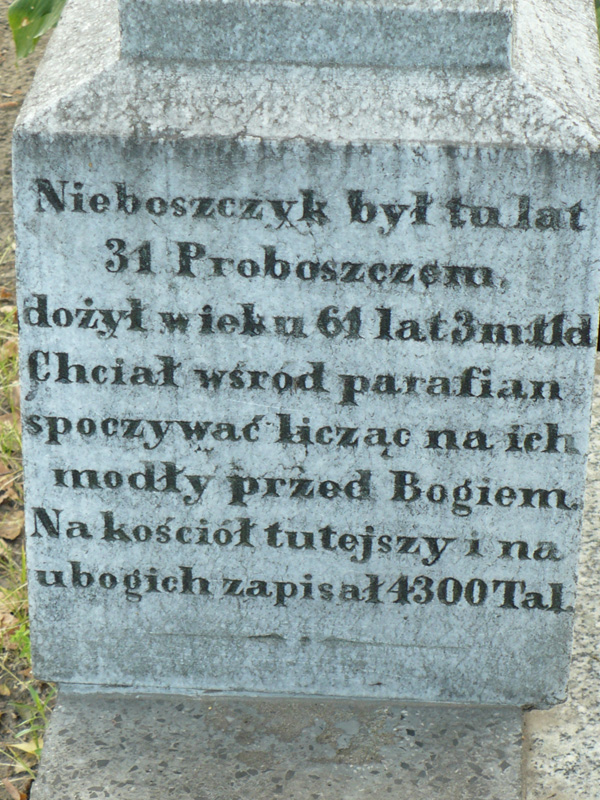 Nieboszczyk był tu lat
31 Proboszczem,
dożył wieku 61 lat 3 m 11 d
Chciał wśród parafian
spoczywać licząc na ich
modły przed Bogiem.
Na kościół tutejszy i na
ubogich zapisał 4300 Tal.